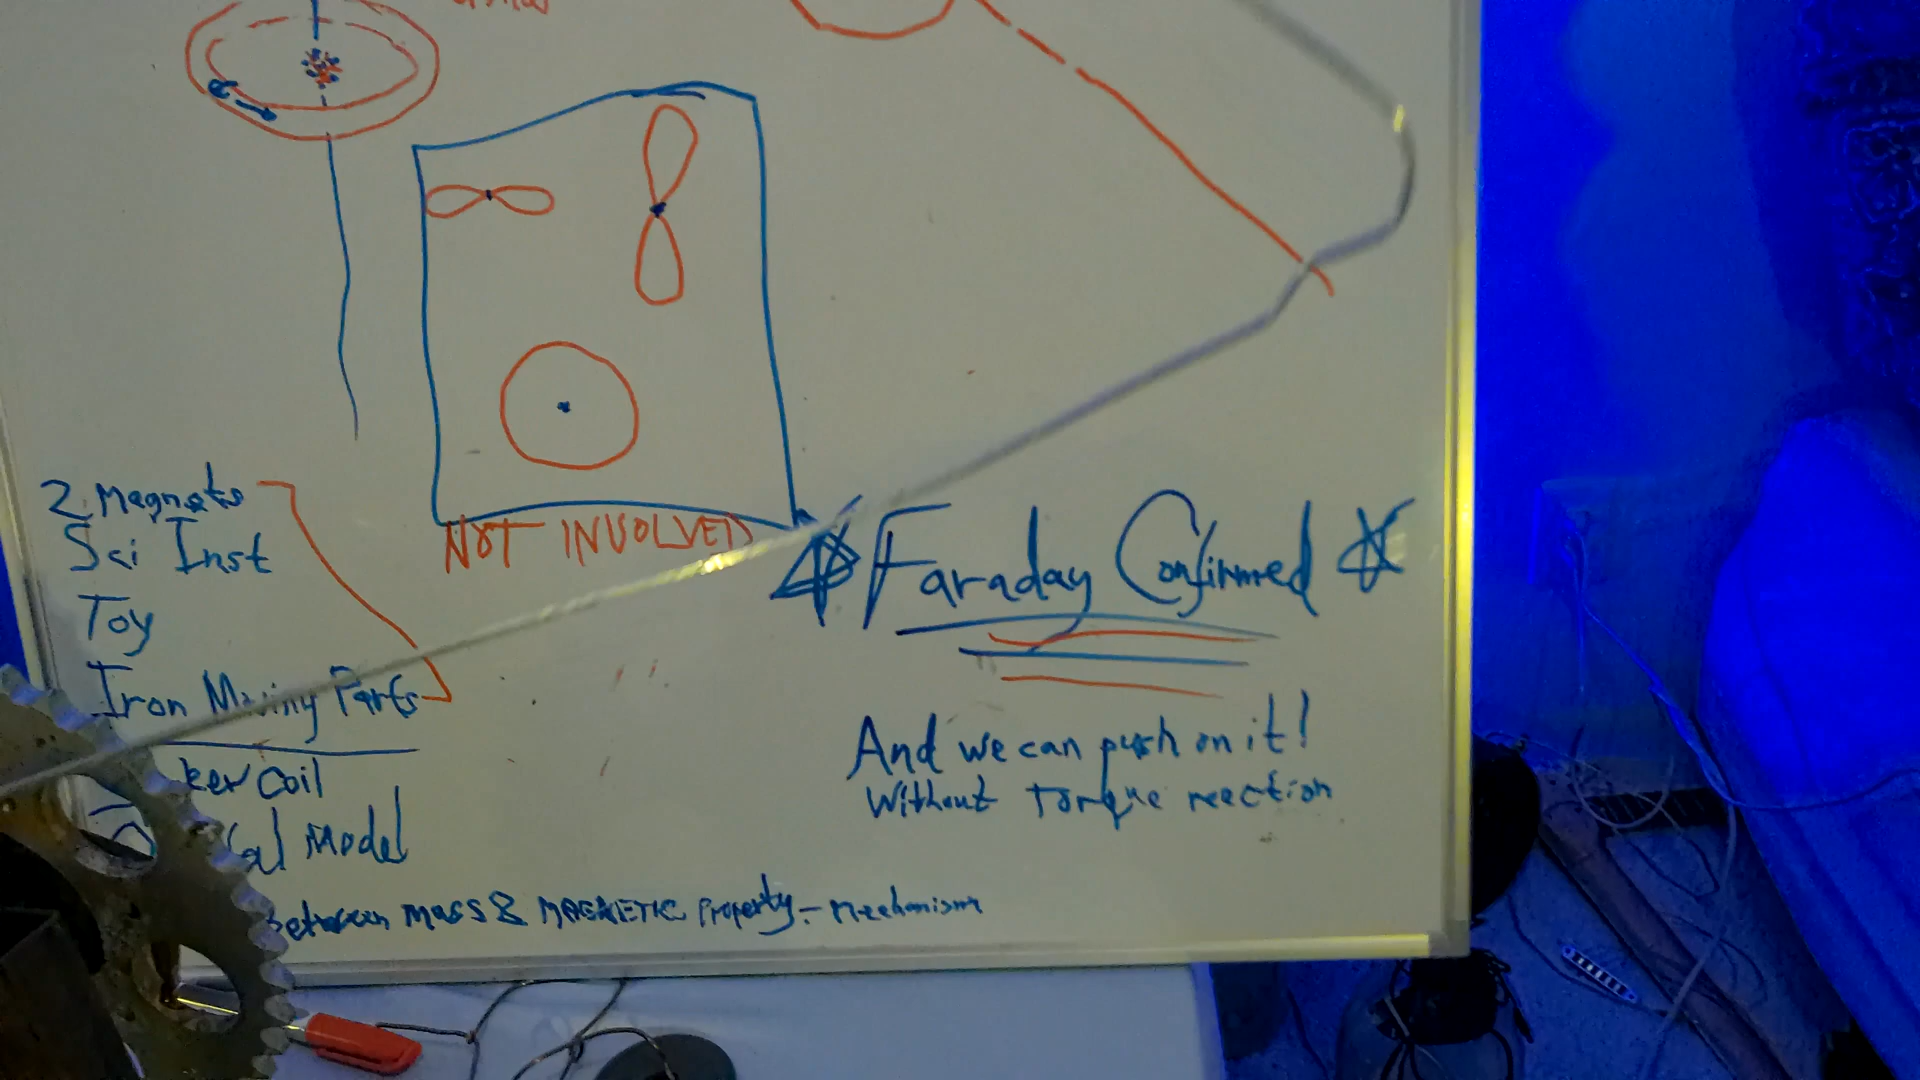 e-
NOT INVOLVED
2 Magnets
Sci Inst
Toy
Iron Moving Parts
Coil
Model
between mass & MAGNETIC Property - mechanism
Faraday Confirmed
And we can push on it!
Without Torque reaction